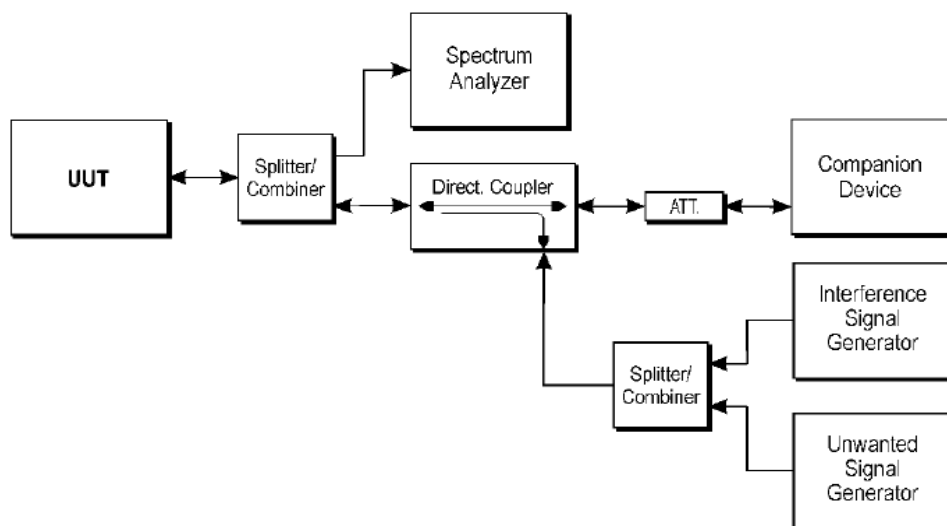 Spectrum
Analyzer
UUT
Splitter/
Combiner
Direct. Coupler
ATT.
Companion
Device
Interference
Signal
Generator
Splitter/
Combiner
Unwanted
Signal
Generator